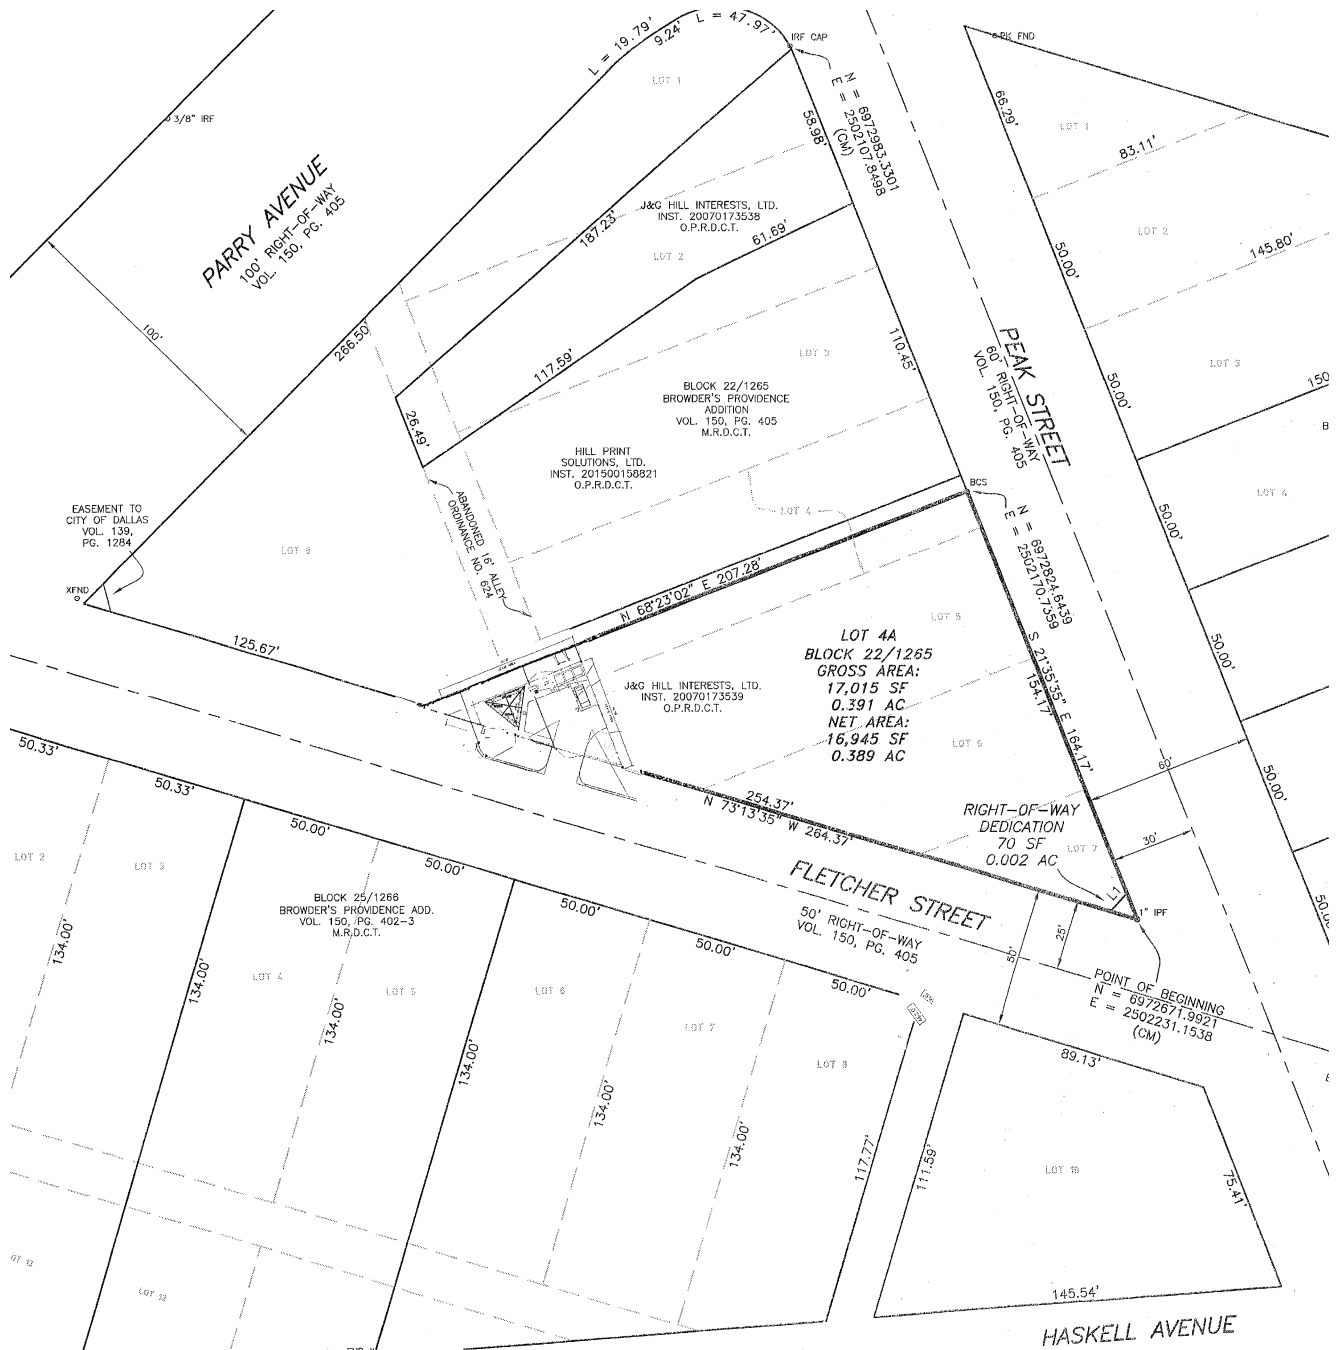 L = 19.79'
9.24'
L = 47.97'
IRF CAP
PK FND
LOT 1
3/8" IRF
N = 6972983.3301
E = 2502107.8498
(CM)
58.98'
66.29'
LOT 1
83.11'
PARRY AVENUE
100' RIGHT-OF-WAY
VOL. 150, PG. 405
J&G HILL INTERESTS, LTD.
INST. 20070173538
O.P.R.D.C.T.
187.23'
61.69'
LOT 2
LOT 2
50.00'
145.80'
100'
266.50'
117.59'
110.45'
LOT 3
PEAK STREET
60' RIGHT-OF-WAY
VOL. 150, PG. 405
LOT 3
50.00'
150
BLOCK 22/1265
BROWDER'S PROVIDENCE
ADDITION
VOL. 150, PG. 405
M.R.D.C.T.
26.49'
HILL PRINT
SOLUTIONS, LTD.
INST. 201500158821
O.P.R.D.C.T.
BCS
LOT 4
LOT 4
50.00'
ABANDONED 16' ALLEY
ORDINANCE NO. 624
EASEMENT TO
CITY OF DALLAS
VOL. 139,
PG. 1284
N = 6972824.6439
E = 2502170.7359
LOT 8
XFND
N 68°23'02" E 207.28'
LOT 5
125.67'
LOT 4A
BLOCK 22/1265
GROSS AREA:
17,015 SF
0.391 AC
NET AREA:
16,945 SF
0.389 AC
S 21°35'35" E 164.17'
154.17'
50.00'
J&G HILL INTERESTS, LTD.
INST. 20070173539
O.P.R.D.C.T.
LOT 6
50.33'
60'
50.00'
50.33'
254.37'
N 73°13'35" W 264.37'
RIGHT-OF-WAY
DEDICATION
70 SF
0.002 AC
LOT 7
30'
50.00'
LOT 2
LOT 3
50.00'
FLETCHER STREET
50' RIGHT-OF-WAY
VOL. 150, PG. 405
L1
1" IPF
50.00'
BLOCK 25/1266
BROWDER'S PROVIDENCE ADD.
VOL. 150, PG. 402-3
M.R.D.C.T.
50.00'
50.00'
25'
50'
134.00'
134.00'
LOT 4
LOT 5
LOT 6
50.00'
POINT OF BEGINNING
N = 6972671.9921
E = 2502231.1538
(CM)
134.00'
134.00'
LOT 7
LOT 8
89.13'
134.00'
134.00'
117.77'
111.59'
LOT 19
75.41'
LOT 12
145.54'
HASKELL AVENUE